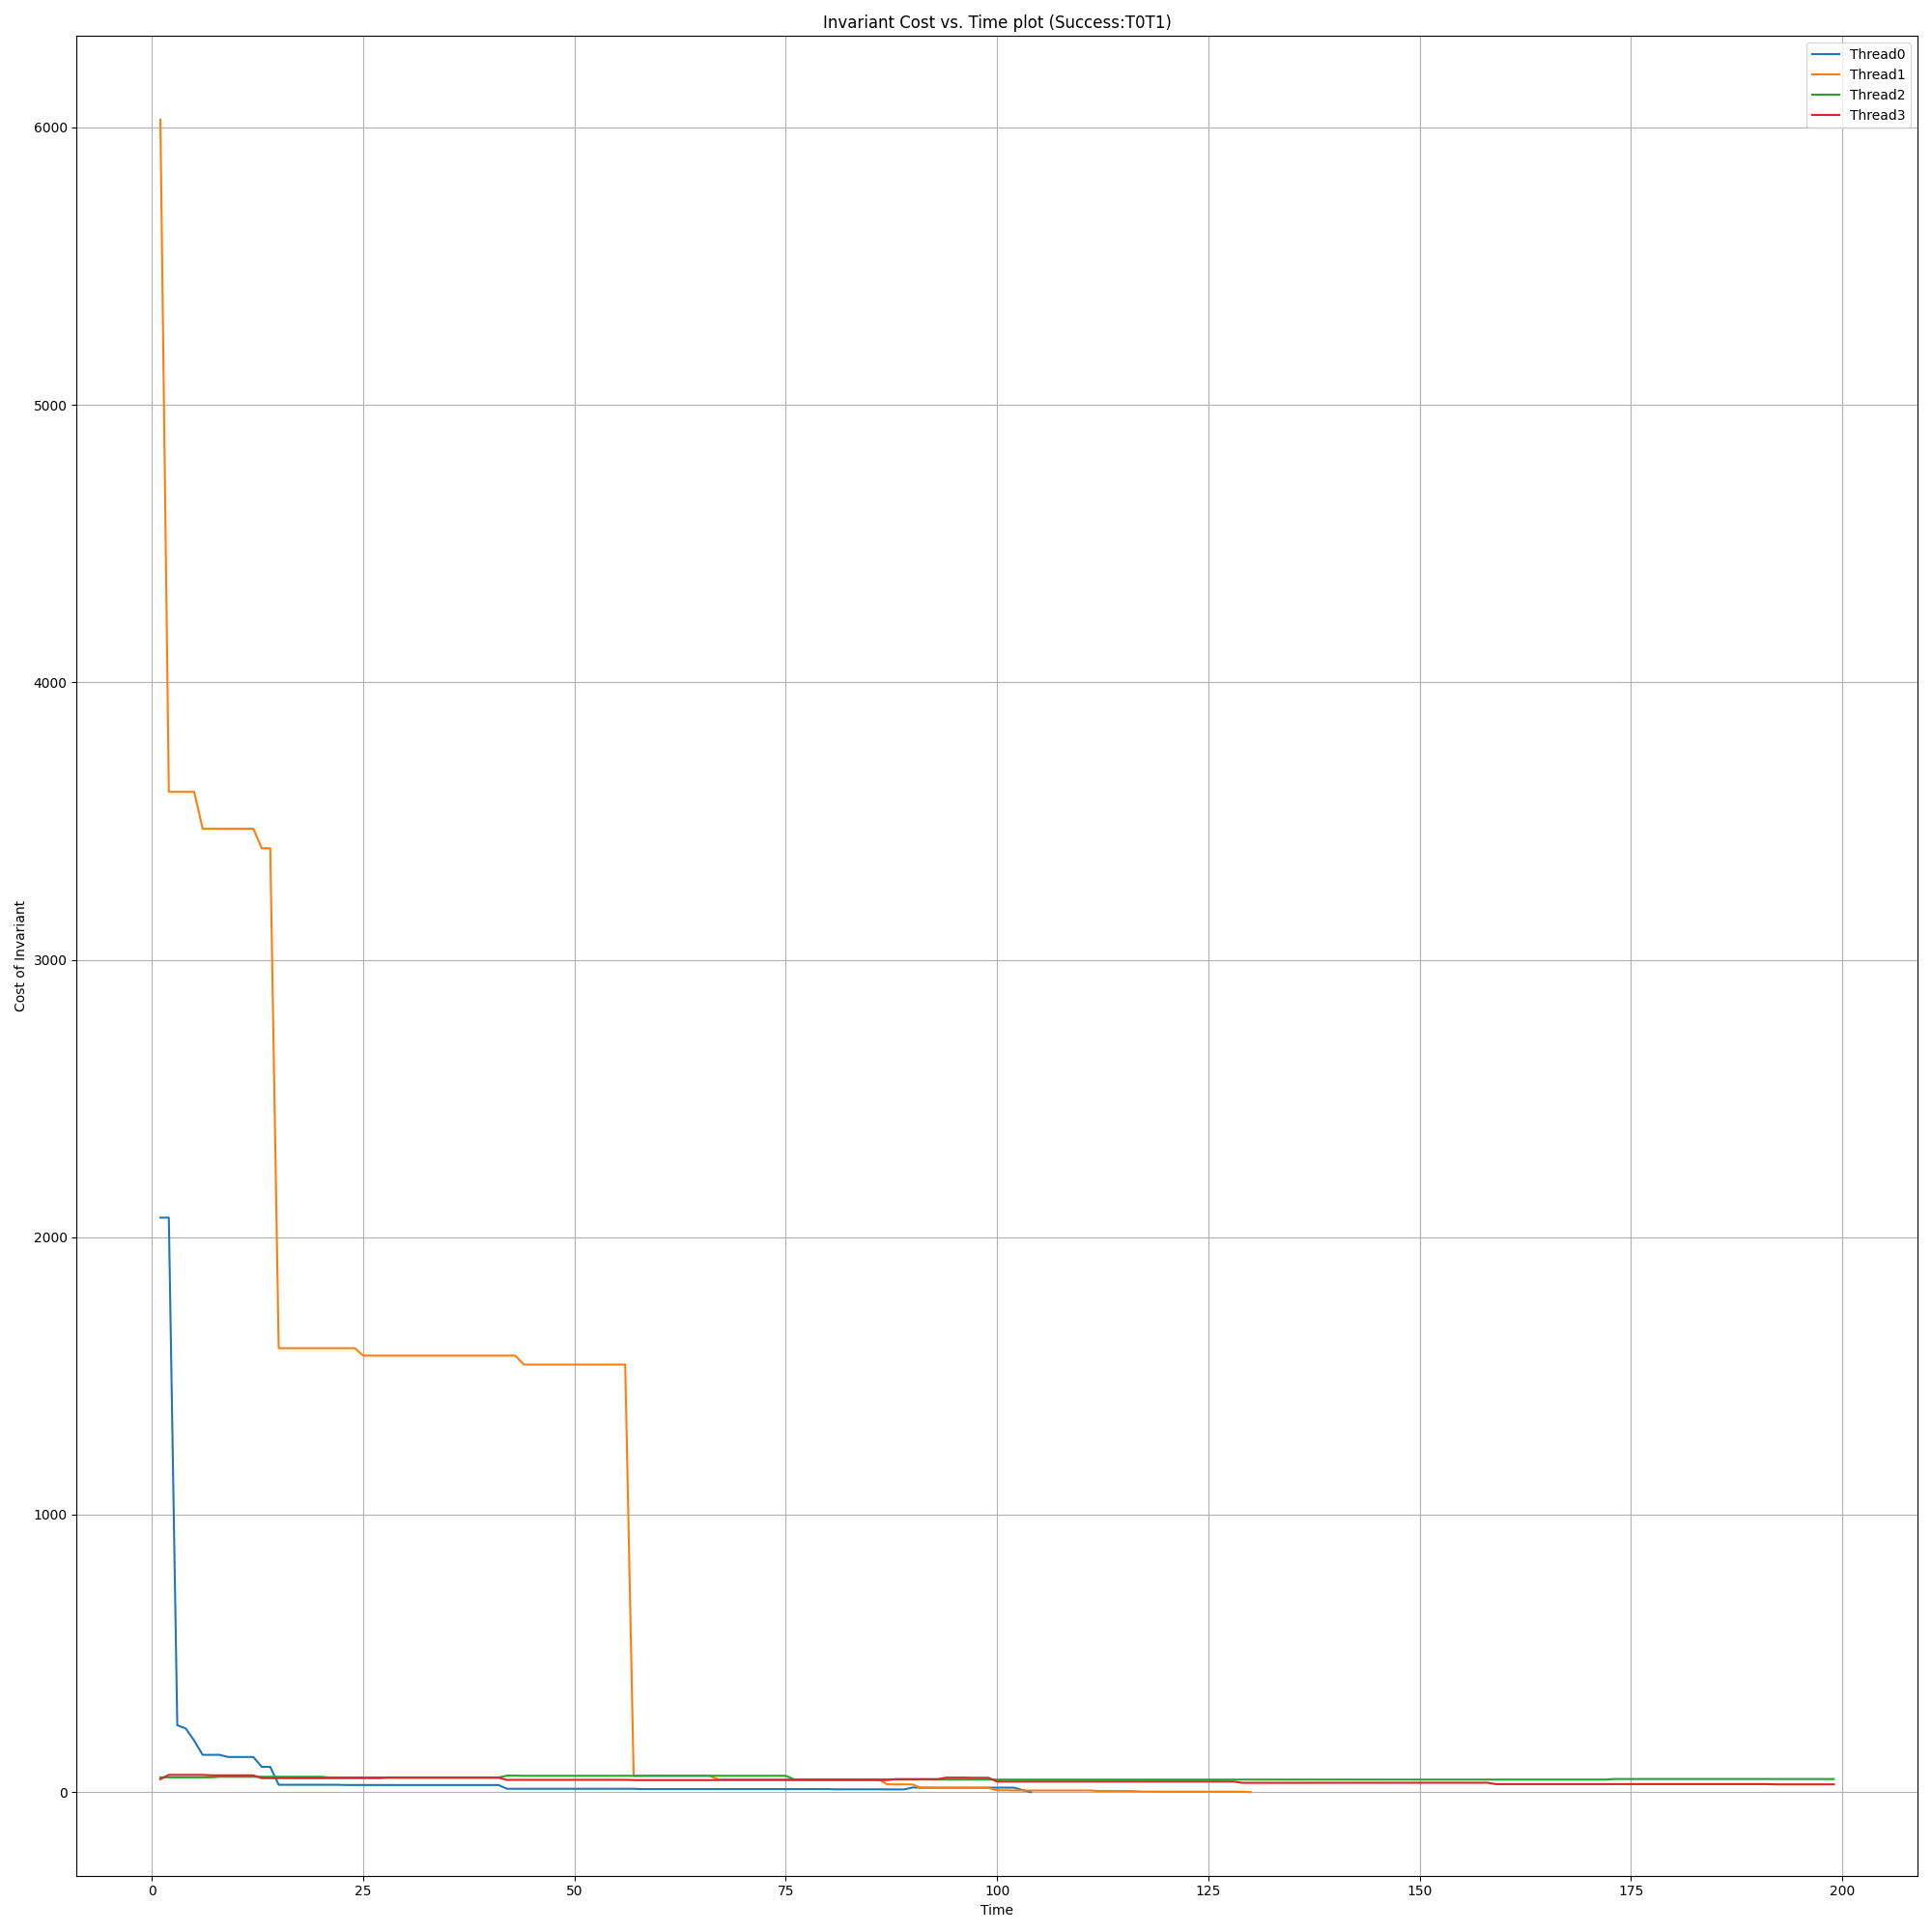 Invariant Cost vs. Time plot (Success:T0T1)
Thread0
Thread1
Thread2
Thread3
6000
5000
4000
3000
2000
1000
0
Cost of Invariant
0 25 50 75 100 125 150 175 200
Time